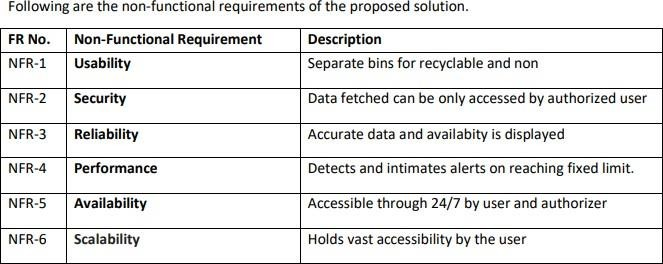 Following are the non-functional requirements of the proposed solution.
FR No. Non-Functional Requirement Description
NFR-1 Usability Separate bins for recyclable and non
NFR-2 Security Data fetched can be only accessed by authorized user
NFR-3 Reliability Accurate data and availabity is displayed
NFR-4 Performance Detects and intimates alerts on reaching fixed limit.
NFR-5 Availability Accessible through 24/7 by user and authorizer
NFR-6 Scalability Holds vast accessibility by the user